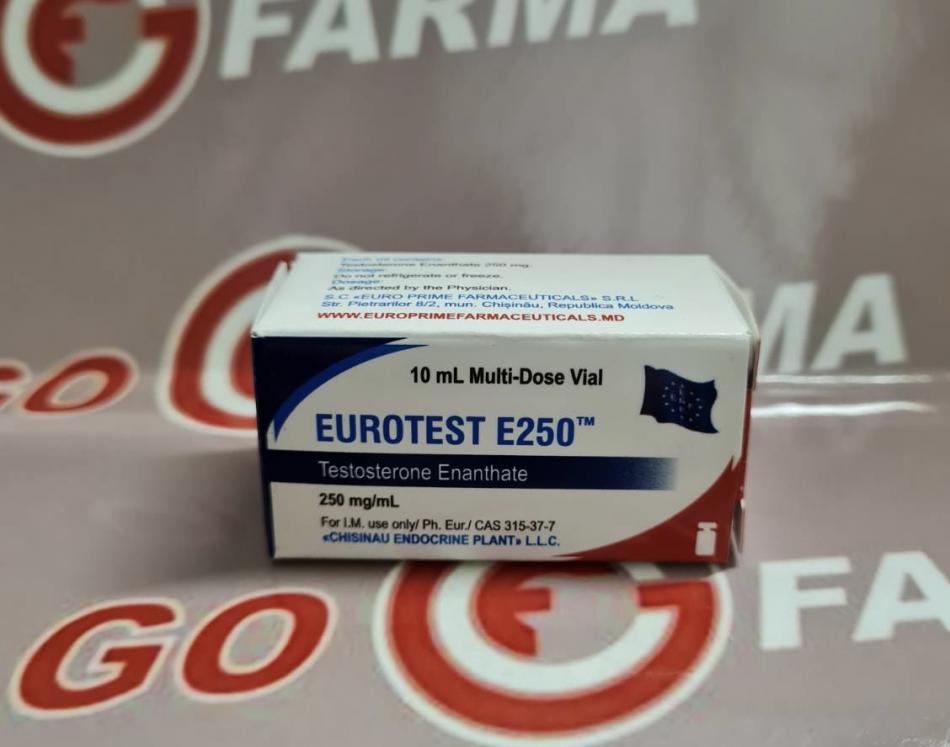 FARMA
Each ml contains:
Testosterone Enanthate 250 mg.
Storage:
Do not refrigerate or freeze.
Dosage:
As directed by the Physician.
S.C «EURO PRIME FARMACEUTICALS» S.R.L
Str. Pietrarilor 8/2, mun. Chișinău, Republica Moldova
WWW.EUROPRIMEFARMACEUTICALS.MD
GO
MA
10 mL Multi-Dose Vial
EUROTEST E250™
Testosterone Enanthate
250 mg/mL
For I.M. use only/ Ph. Eur./ CAS 315-37-7
«CHISINAU ENDOCRINE PLANT» L.L.C.
GO FA